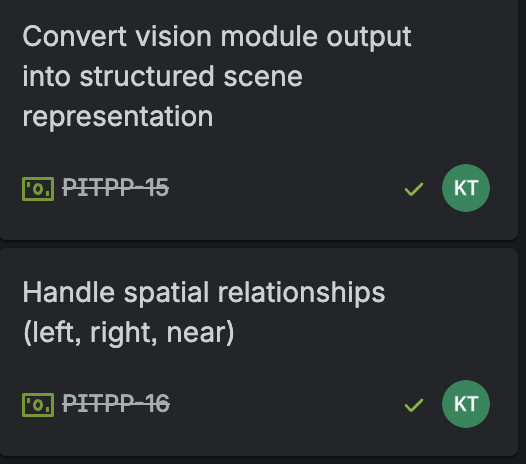 Convert vision module output
into structured scene
representation
PITPP-15
KT
Handle spatial relationships
(left, right, near)
PITPP-16
KT